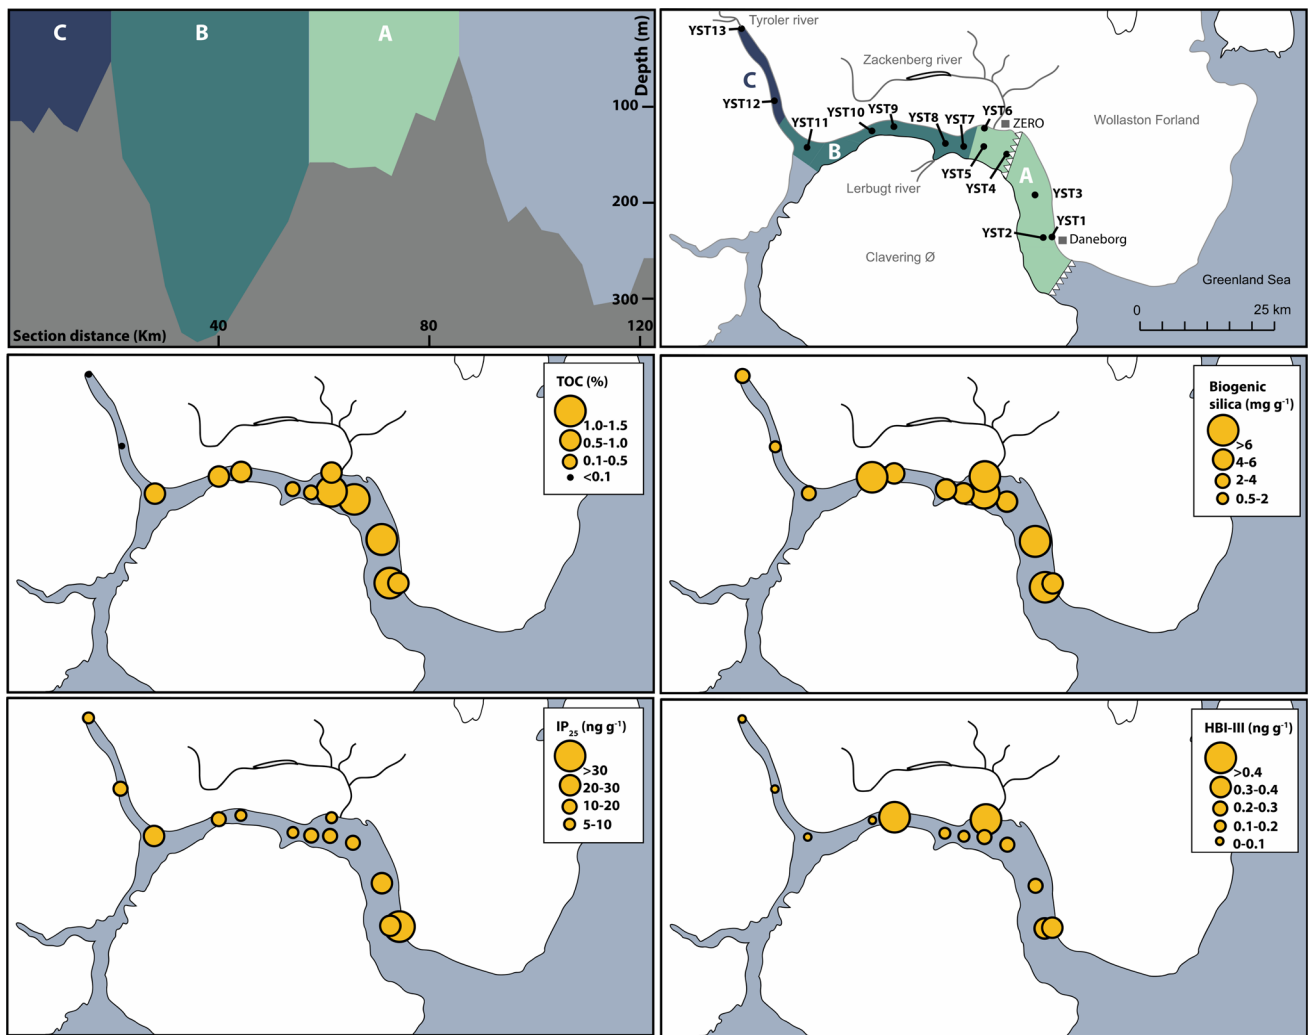 C
B
A
Depth (m)
100
200
300
Section distance (Km)
40
80
120
Tyroler river
YST13
Zackenberg river
C
YST12
YST11
YST10
YST9
YST8
YST7
YST6
ZERO
Wollaston Forland
B
YST5
YST4
A
Lerbugt river
YST3
YST2
YST1
Daneborg
Clavering Ø
Greenland Sea
0
25 km
TOC (%)
1.0-1.5
0.5-1.0
0.1-0.5
<0.1
Biogenic
silica (mg g⁻¹)
>6
4-6
2-4
0.5-2
IP₂₅ (ng g⁻¹)
>30
20-30
10-20
5-10
HBI-III (ng g⁻¹)
>0.4
0.3-0.4
0.2-0.3
0.1-0.2
0-0.1